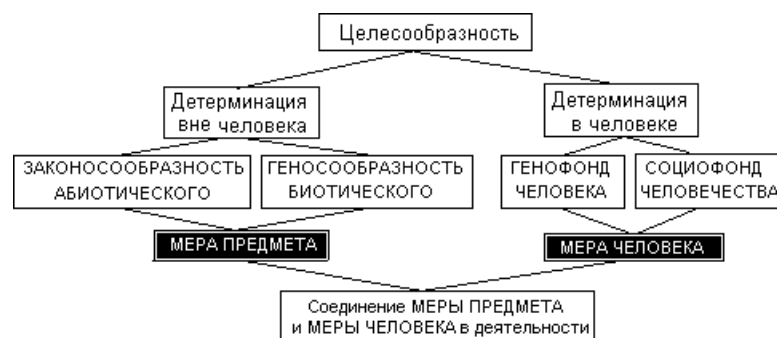 Целесообразность
Детерминация
вне человека
Детерминация
в человеке
ЗАКОНОСООБРАЗНОСТЬ
АБИОТИЧЕСКОГО
ГЕНОСООБРАЗНОСТЬ
БИОТИЧЕСКОГО
ГЕНОФОНД
ЧЕЛОВЕКА
СОЦИОФОНД
ЧЕЛОВЕЧЕСТВА
МЕРА ПРЕДМЕТА
МЕРА ЧЕЛОВЕКА
Соединение МЕРЫ ПРЕДМЕТА
и МЕРЫ ЧЕЛОВЕКА в деятельности